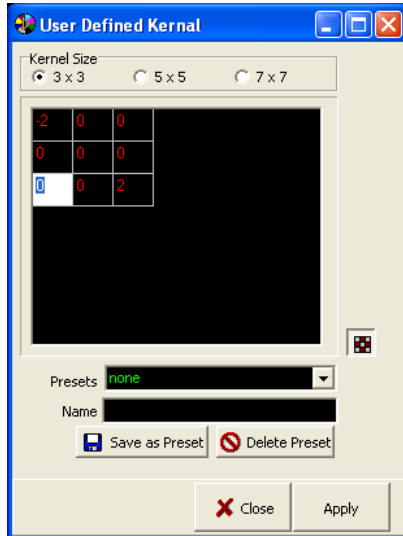 User Defined Kernal
Kernel Size
3 x 3 5 x 5 7 x 7
-2 0 0
0 0 0
0 0 2
Presets none
Name
Save as Preset Delete Preset
Close Apply